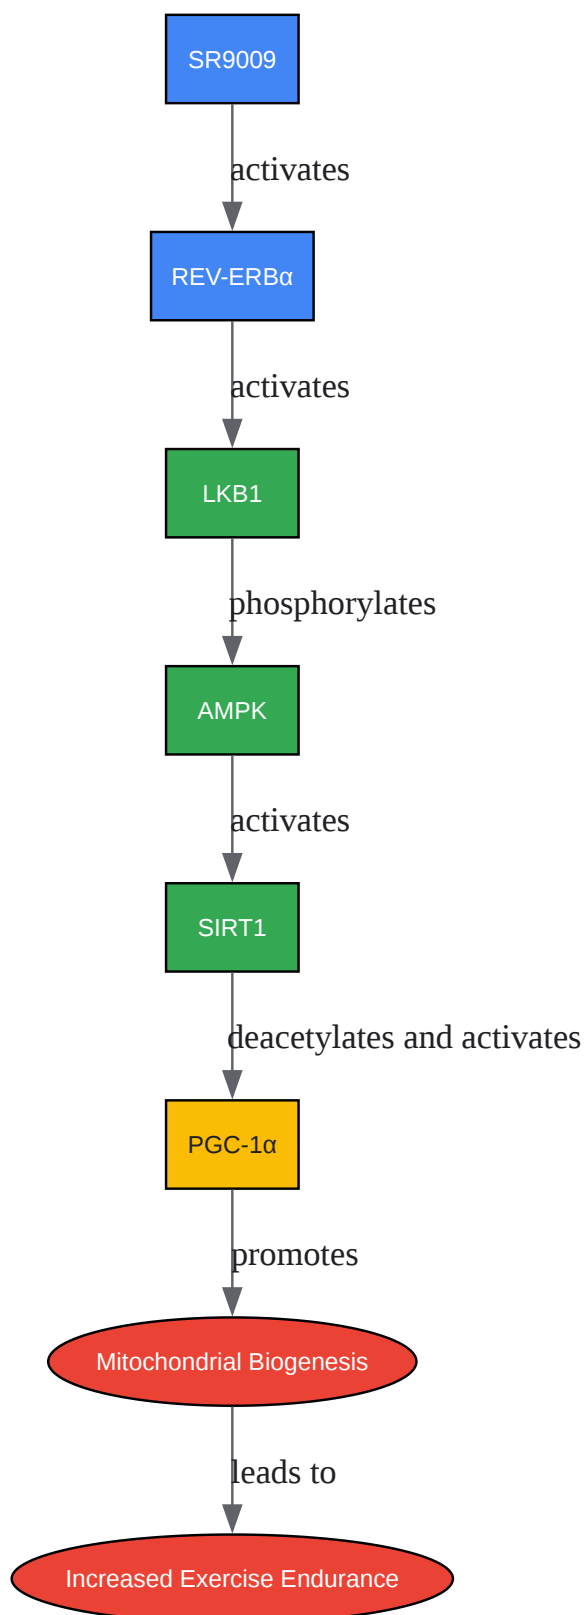 SR9009
activates
REV-ERBα
activates
LKB1
phosphorylates
AMPK
activates
SIRT1
deacetylates and activates
PGC-1α
promotes
Mitochondrial Biogenesis
leads to
Increased Exercise Endurance